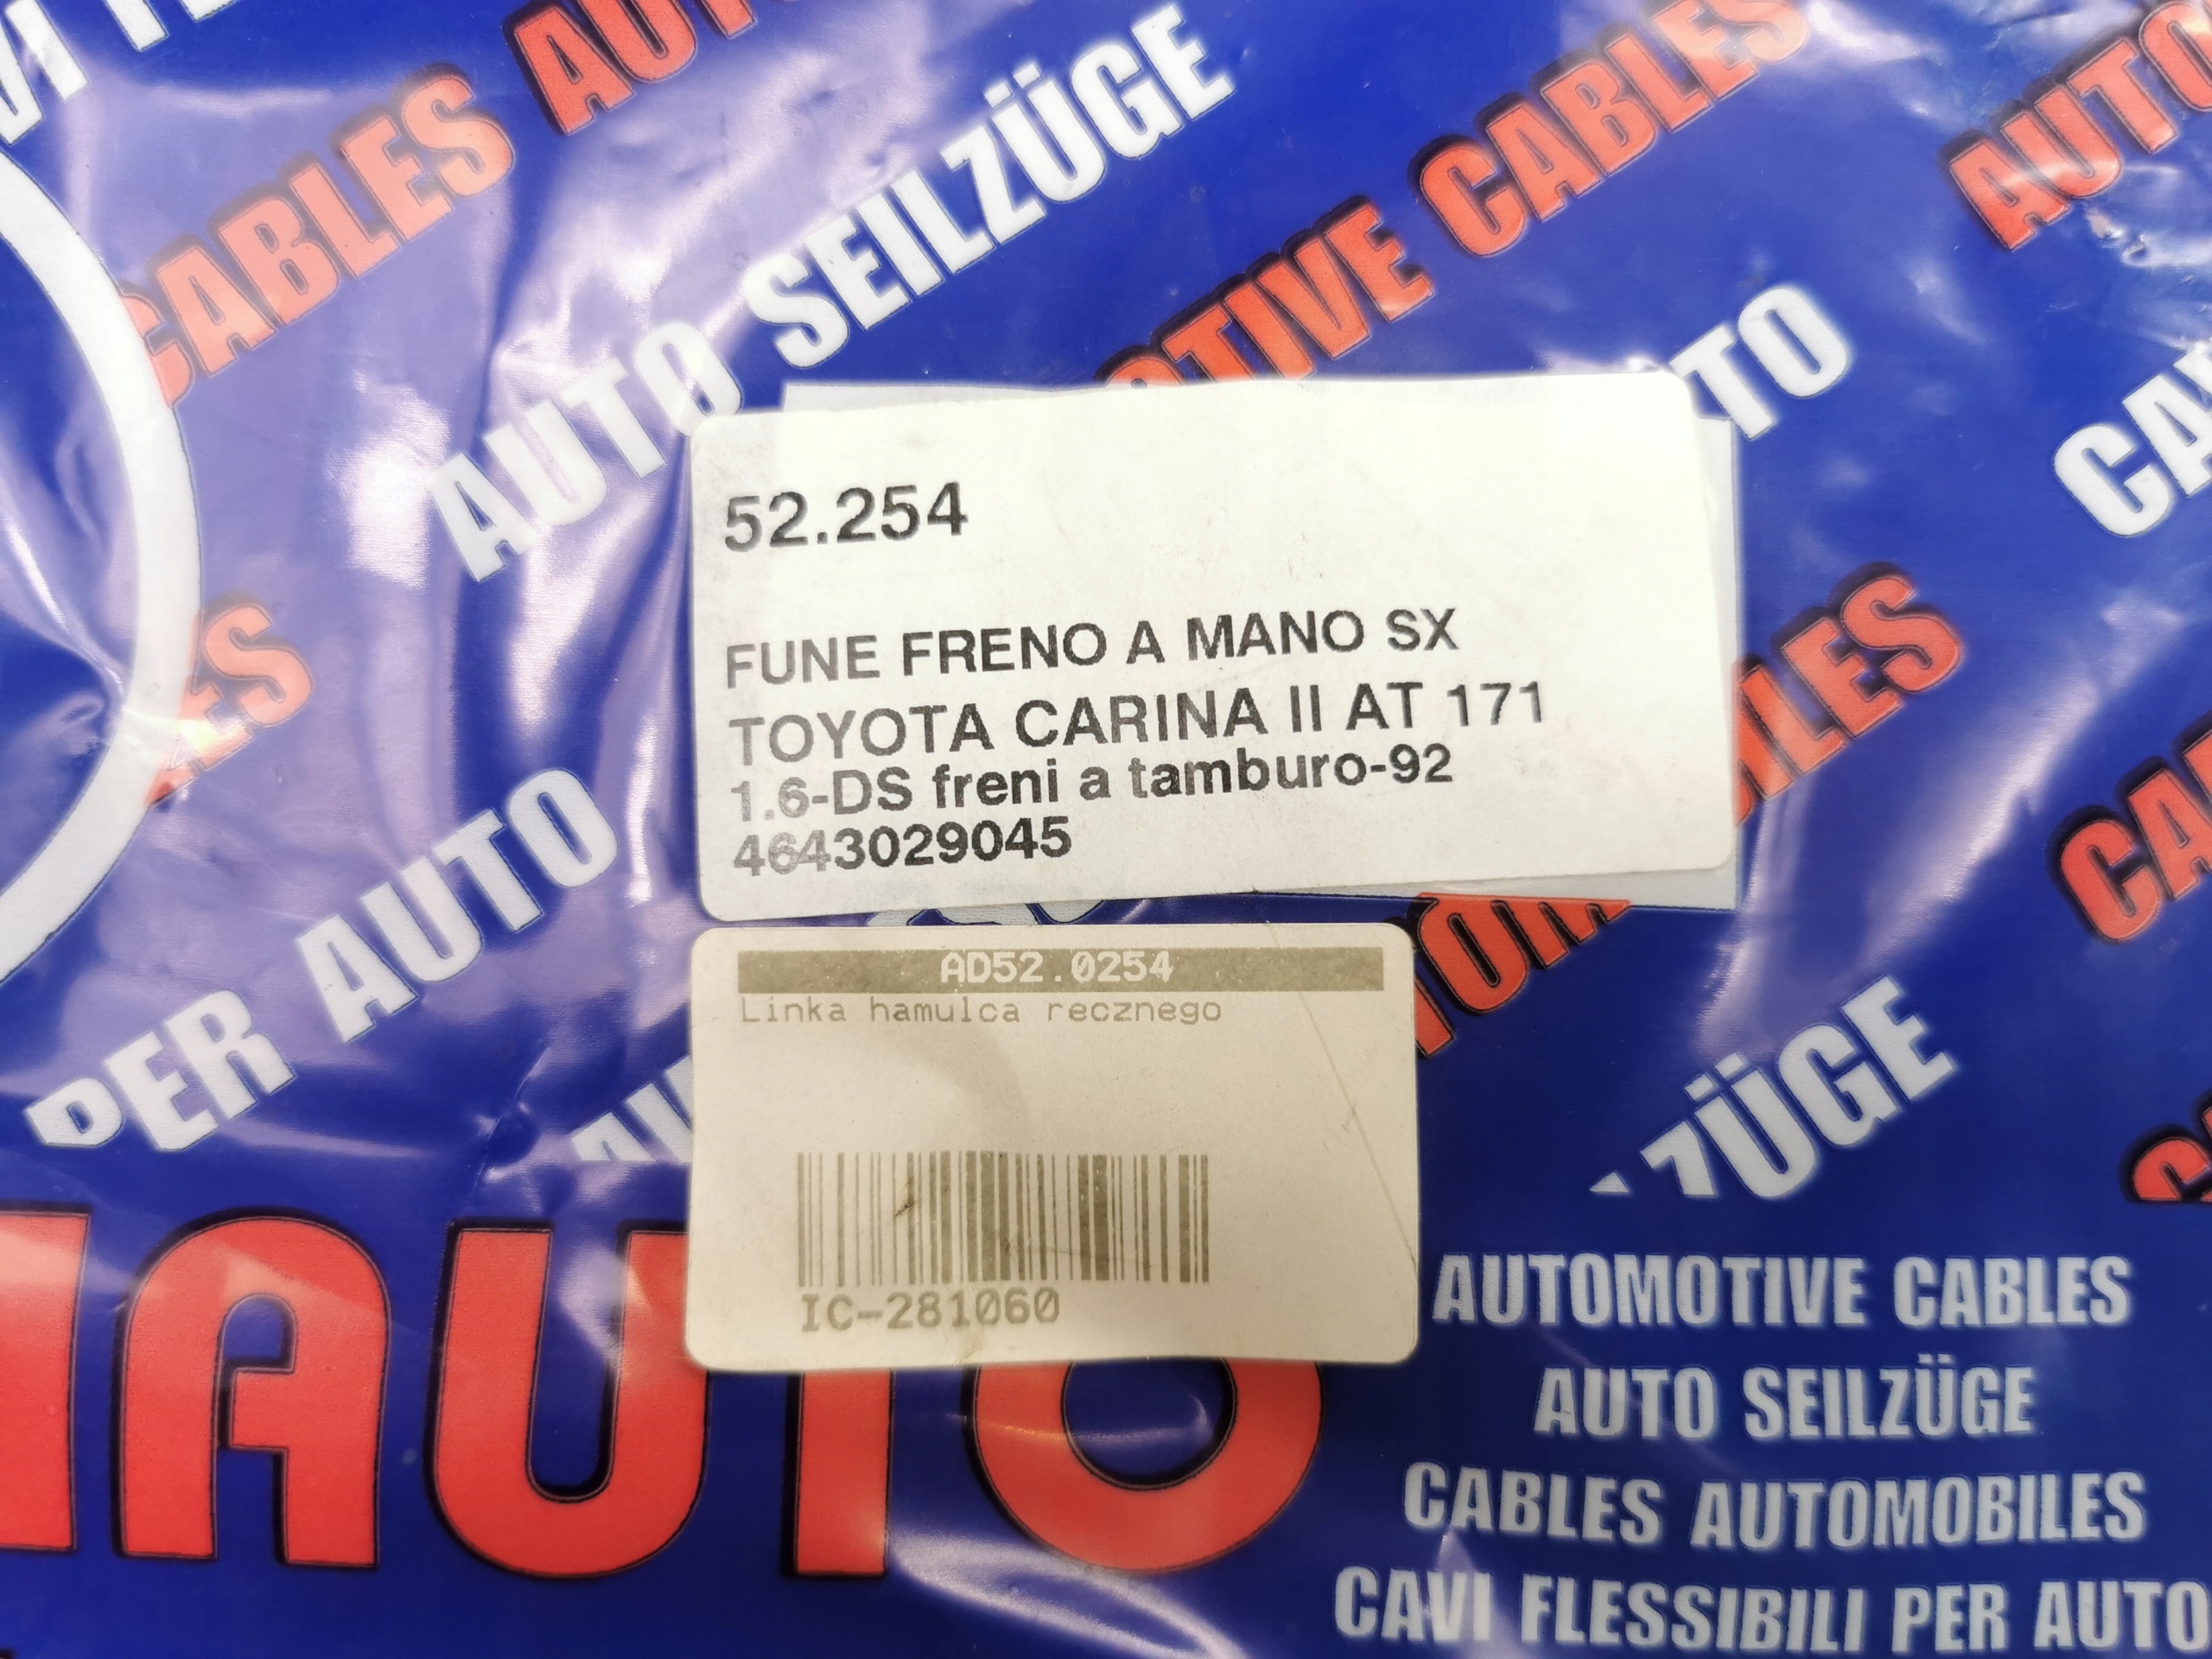 CABLES AUTO
AUTO SEILZÜGE
CABLES
AUTO
PER AUTO
52.254
FUNE FRENO A MANO SX
TOYOTA CARINA II AT 171
1.6-DS freni a tamburo-92
4643029045
AD52.0254
Linka hamulca recznego
IC-281060
AUTO
AUTOMOTIVE CABLES
AUTO SEILZÜGE
CABLES AUTOMOBILES
CAVI FLESSIBILI PER AUTO